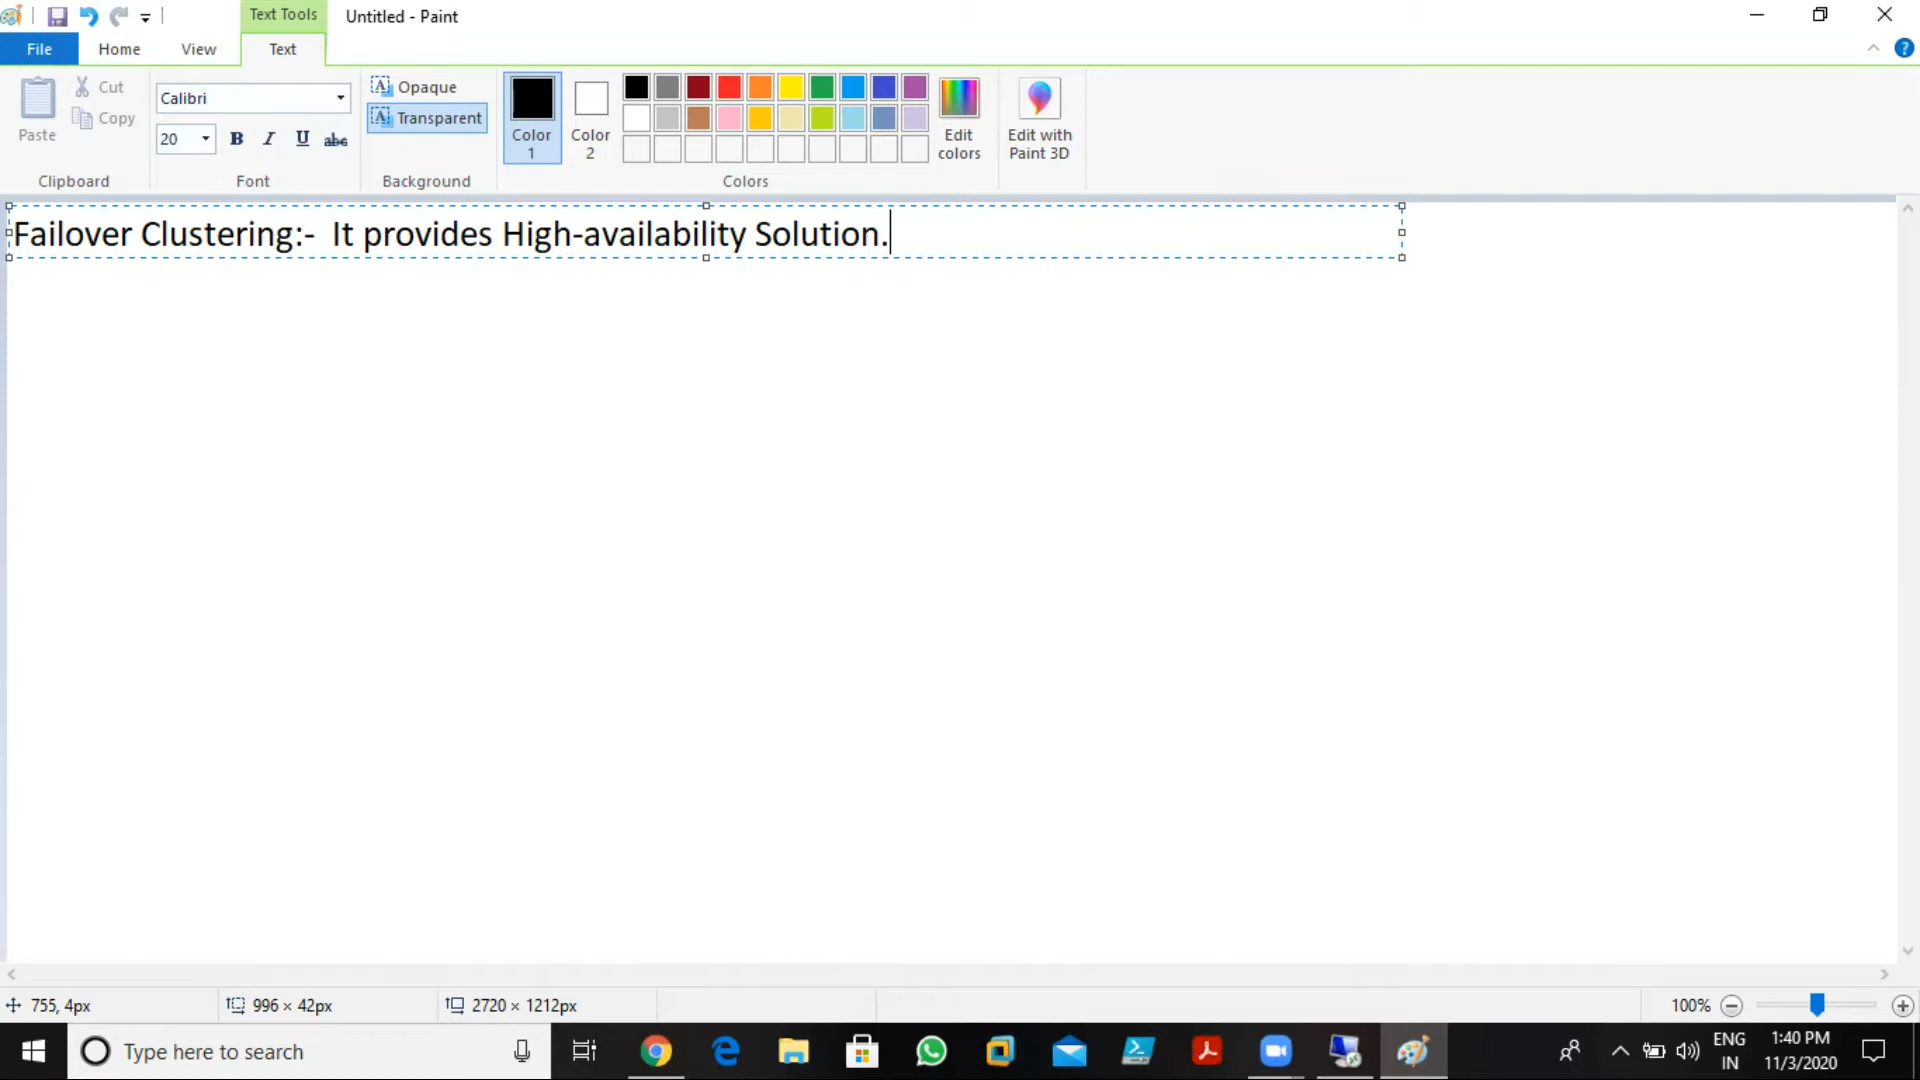 Text Tools
Untitled - Paint
File
Home
View
Text
Paste
Cut
Copy
Clipboard
Calibri
20
B I U abc
Font
Opaque
Transparent
Background
Color 1
Color 2
Edit colors
Colors
Edit with Paint 3D
Failover Clustering:-  It provides High-availability Solution.
755, 4px
996 × 42px
2720 × 1212px
100%
Type here to search
ENG
IN
1:40 PM
11/3/2020